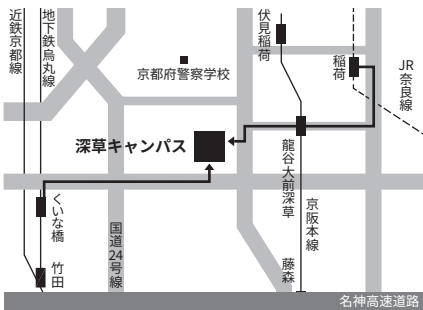 近鉄京都線
地下鉄烏丸線
京都府警察学校
伏見稲荷
稲荷
JR奈良線
深草キャンパス
龍谷大前深草
くいな橋
竹田
国道24号線
京阪本線
藤森
名神高速道路